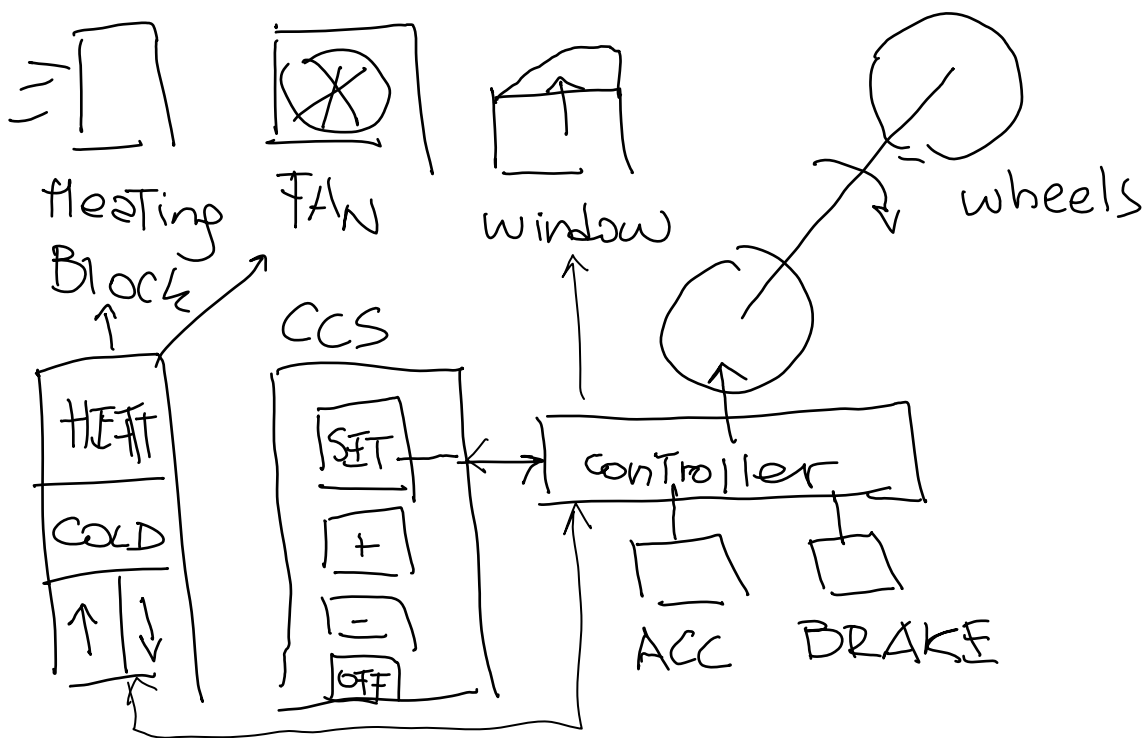 Heating
Block
FAN
window
wheels
CCS
HEAT
COLD
SET
+
-
OFF
controller
ACC
BRAKE